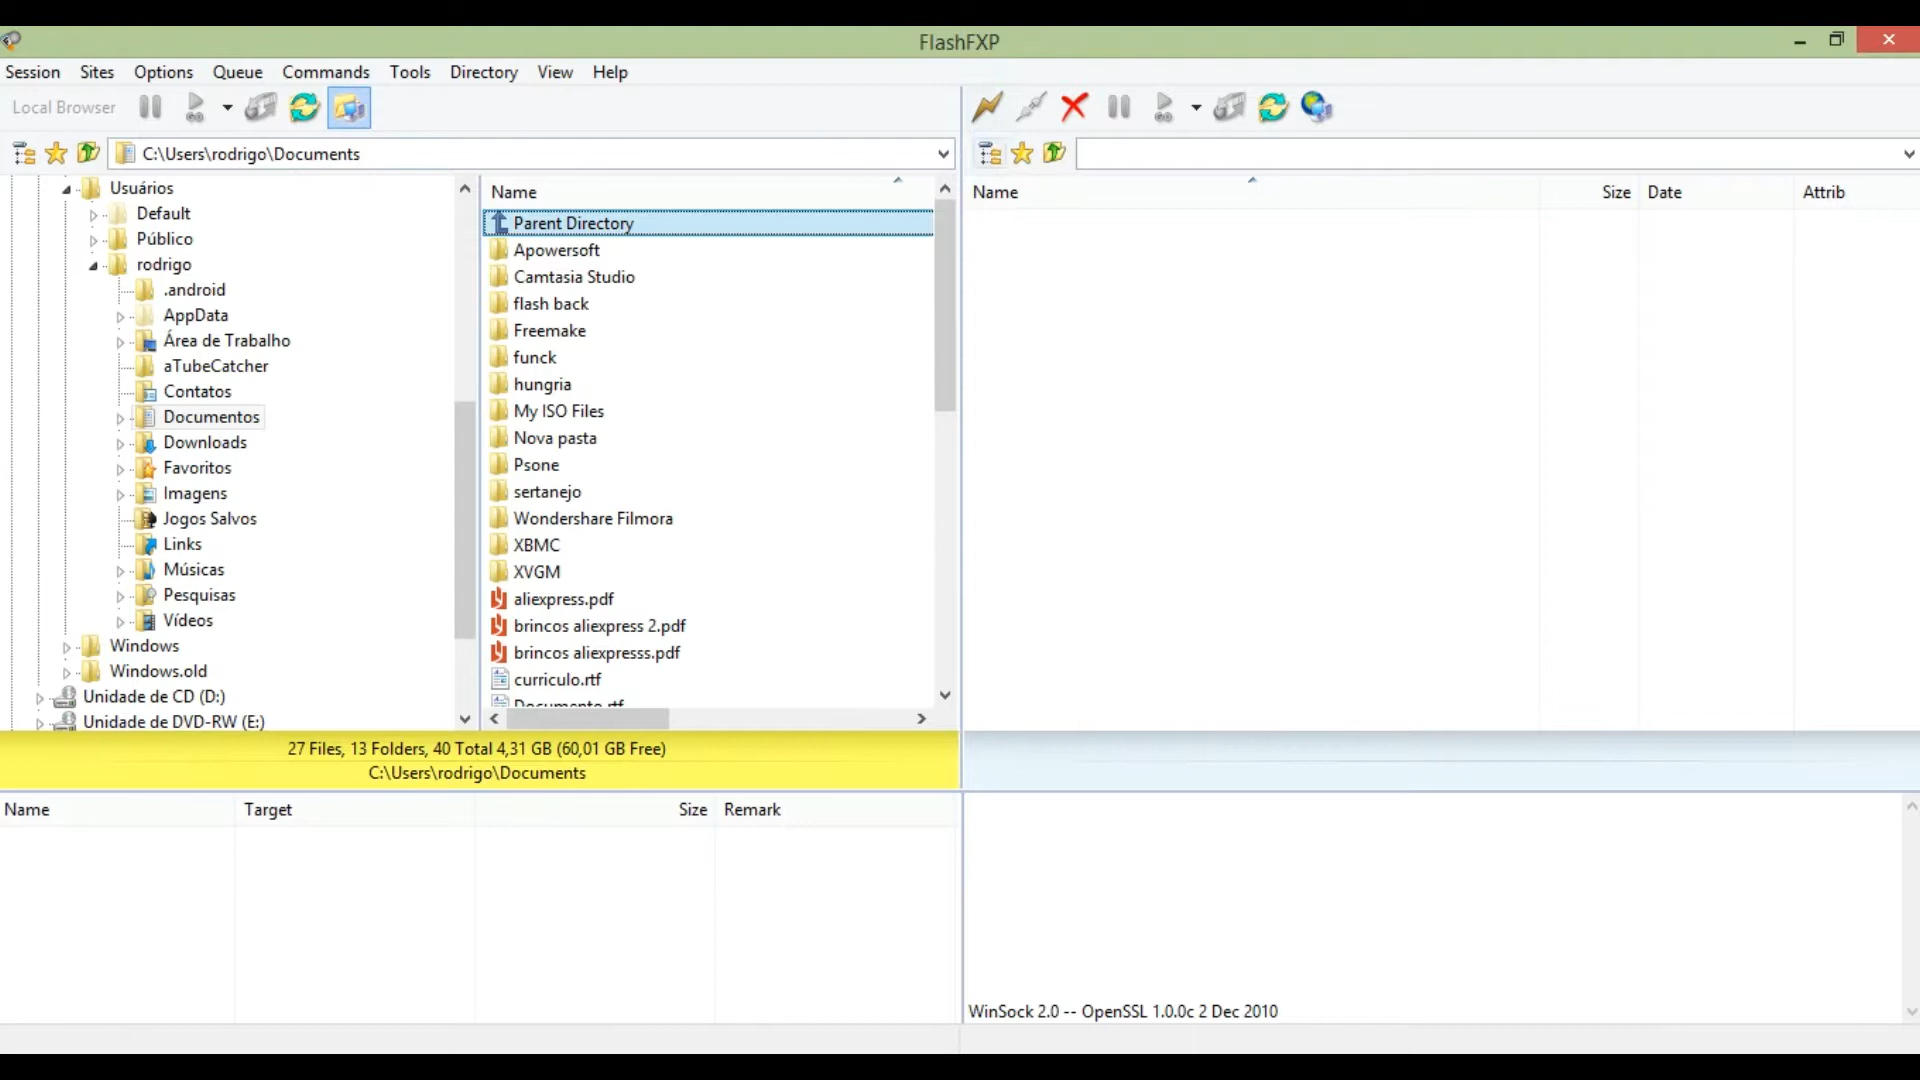 FlashFXP
Session Sites Options Queue Commands Tools Directory View Help
Local Browser
C:\Users\rodrigo\Documents
Usuários
Default
Público
rodrigo
.android
AppData
Área de Trabalho
aTubeCatcher
Contatos
Documentos
Downloads
Favoritos
Imagens
Jogos Salvos
Links
Músicas
Pesquisas
Vídeos
Windows
Windows.old
Unidade de CD (D:)
Unidade de DVD-RW (E:)
Name
Parent Directory
Apowersoft
Camtasia Studio
flash back
Freemake
funck
hungria
My ISO Files
Nova pasta
Psone
sertanejo
Wondershare Filmora
XBMC
XVGM
aliexpress.pdf
brincos aliexpress 2.pdf
brincos aliexpresss.pdf
curriculo.rtf
Documento.rtf
Name Size Date Attrib
27 Files, 13 Folders, 40 Total 4,31 GB (60,01 GB Free)
C:\Users\rodrigo\Documents
Name Target Size Remark
WinSock 2.0 -- OpenSSL 1.0.0c 2 Dec 2010